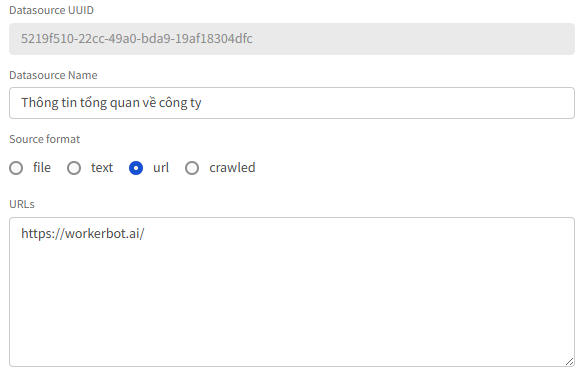 Datasource UUID
5219f510-22cc-49a0-bda9-19af18304dfc
Datasource Name
Thông tin tổng quan về công ty
Source format
file text url crawled
URLs
https://workerbot.ai/